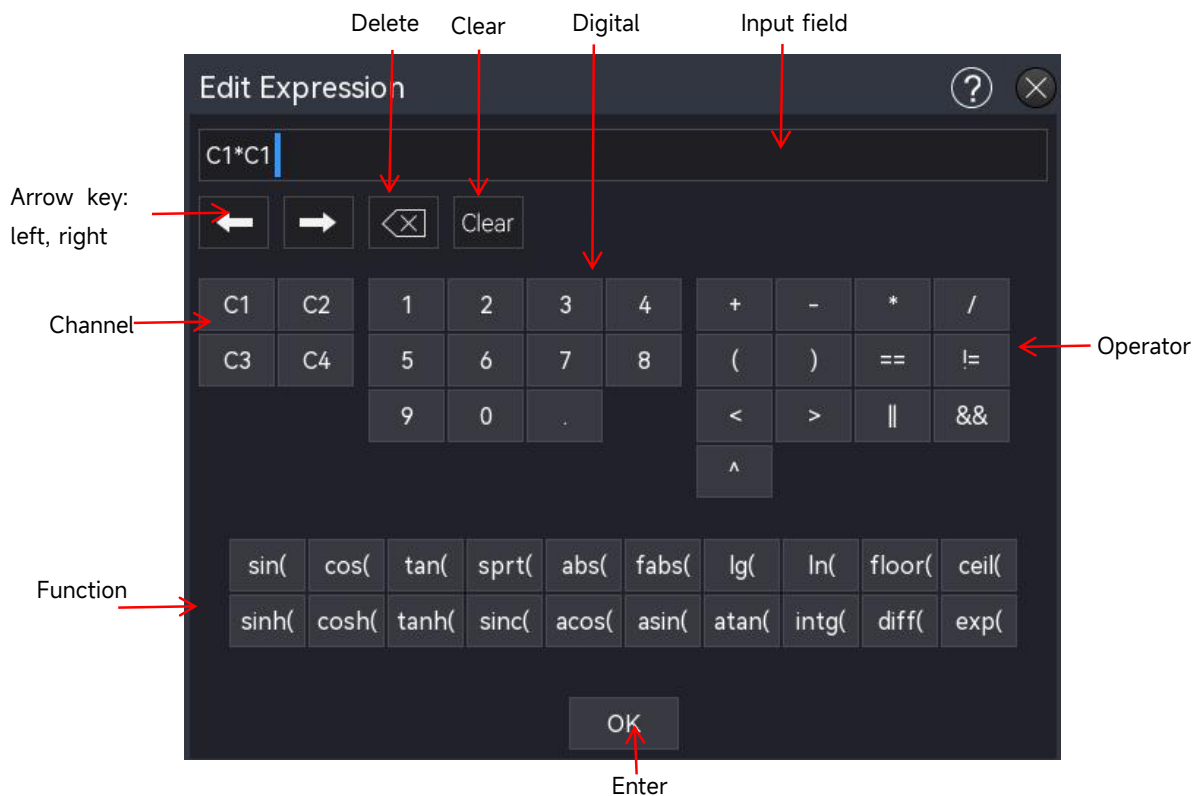 Delete Clear Digital Input field
Edit Expression ?
C1*C1
Arrow key:
left, right
Clear
C1 C2 1 2 3 4 + - * /
Channel
Operator
C3 C4 5 6 7 8 ( ) == !=
9 0 . < > || &&
^
sin( cos( tan( sprt( abs( fabs( lg( ln( floor( ceil(
Function
sinh( cosh( tanh( sinc( acos( asin( atan( intg( diff( exp(
OK
Enter